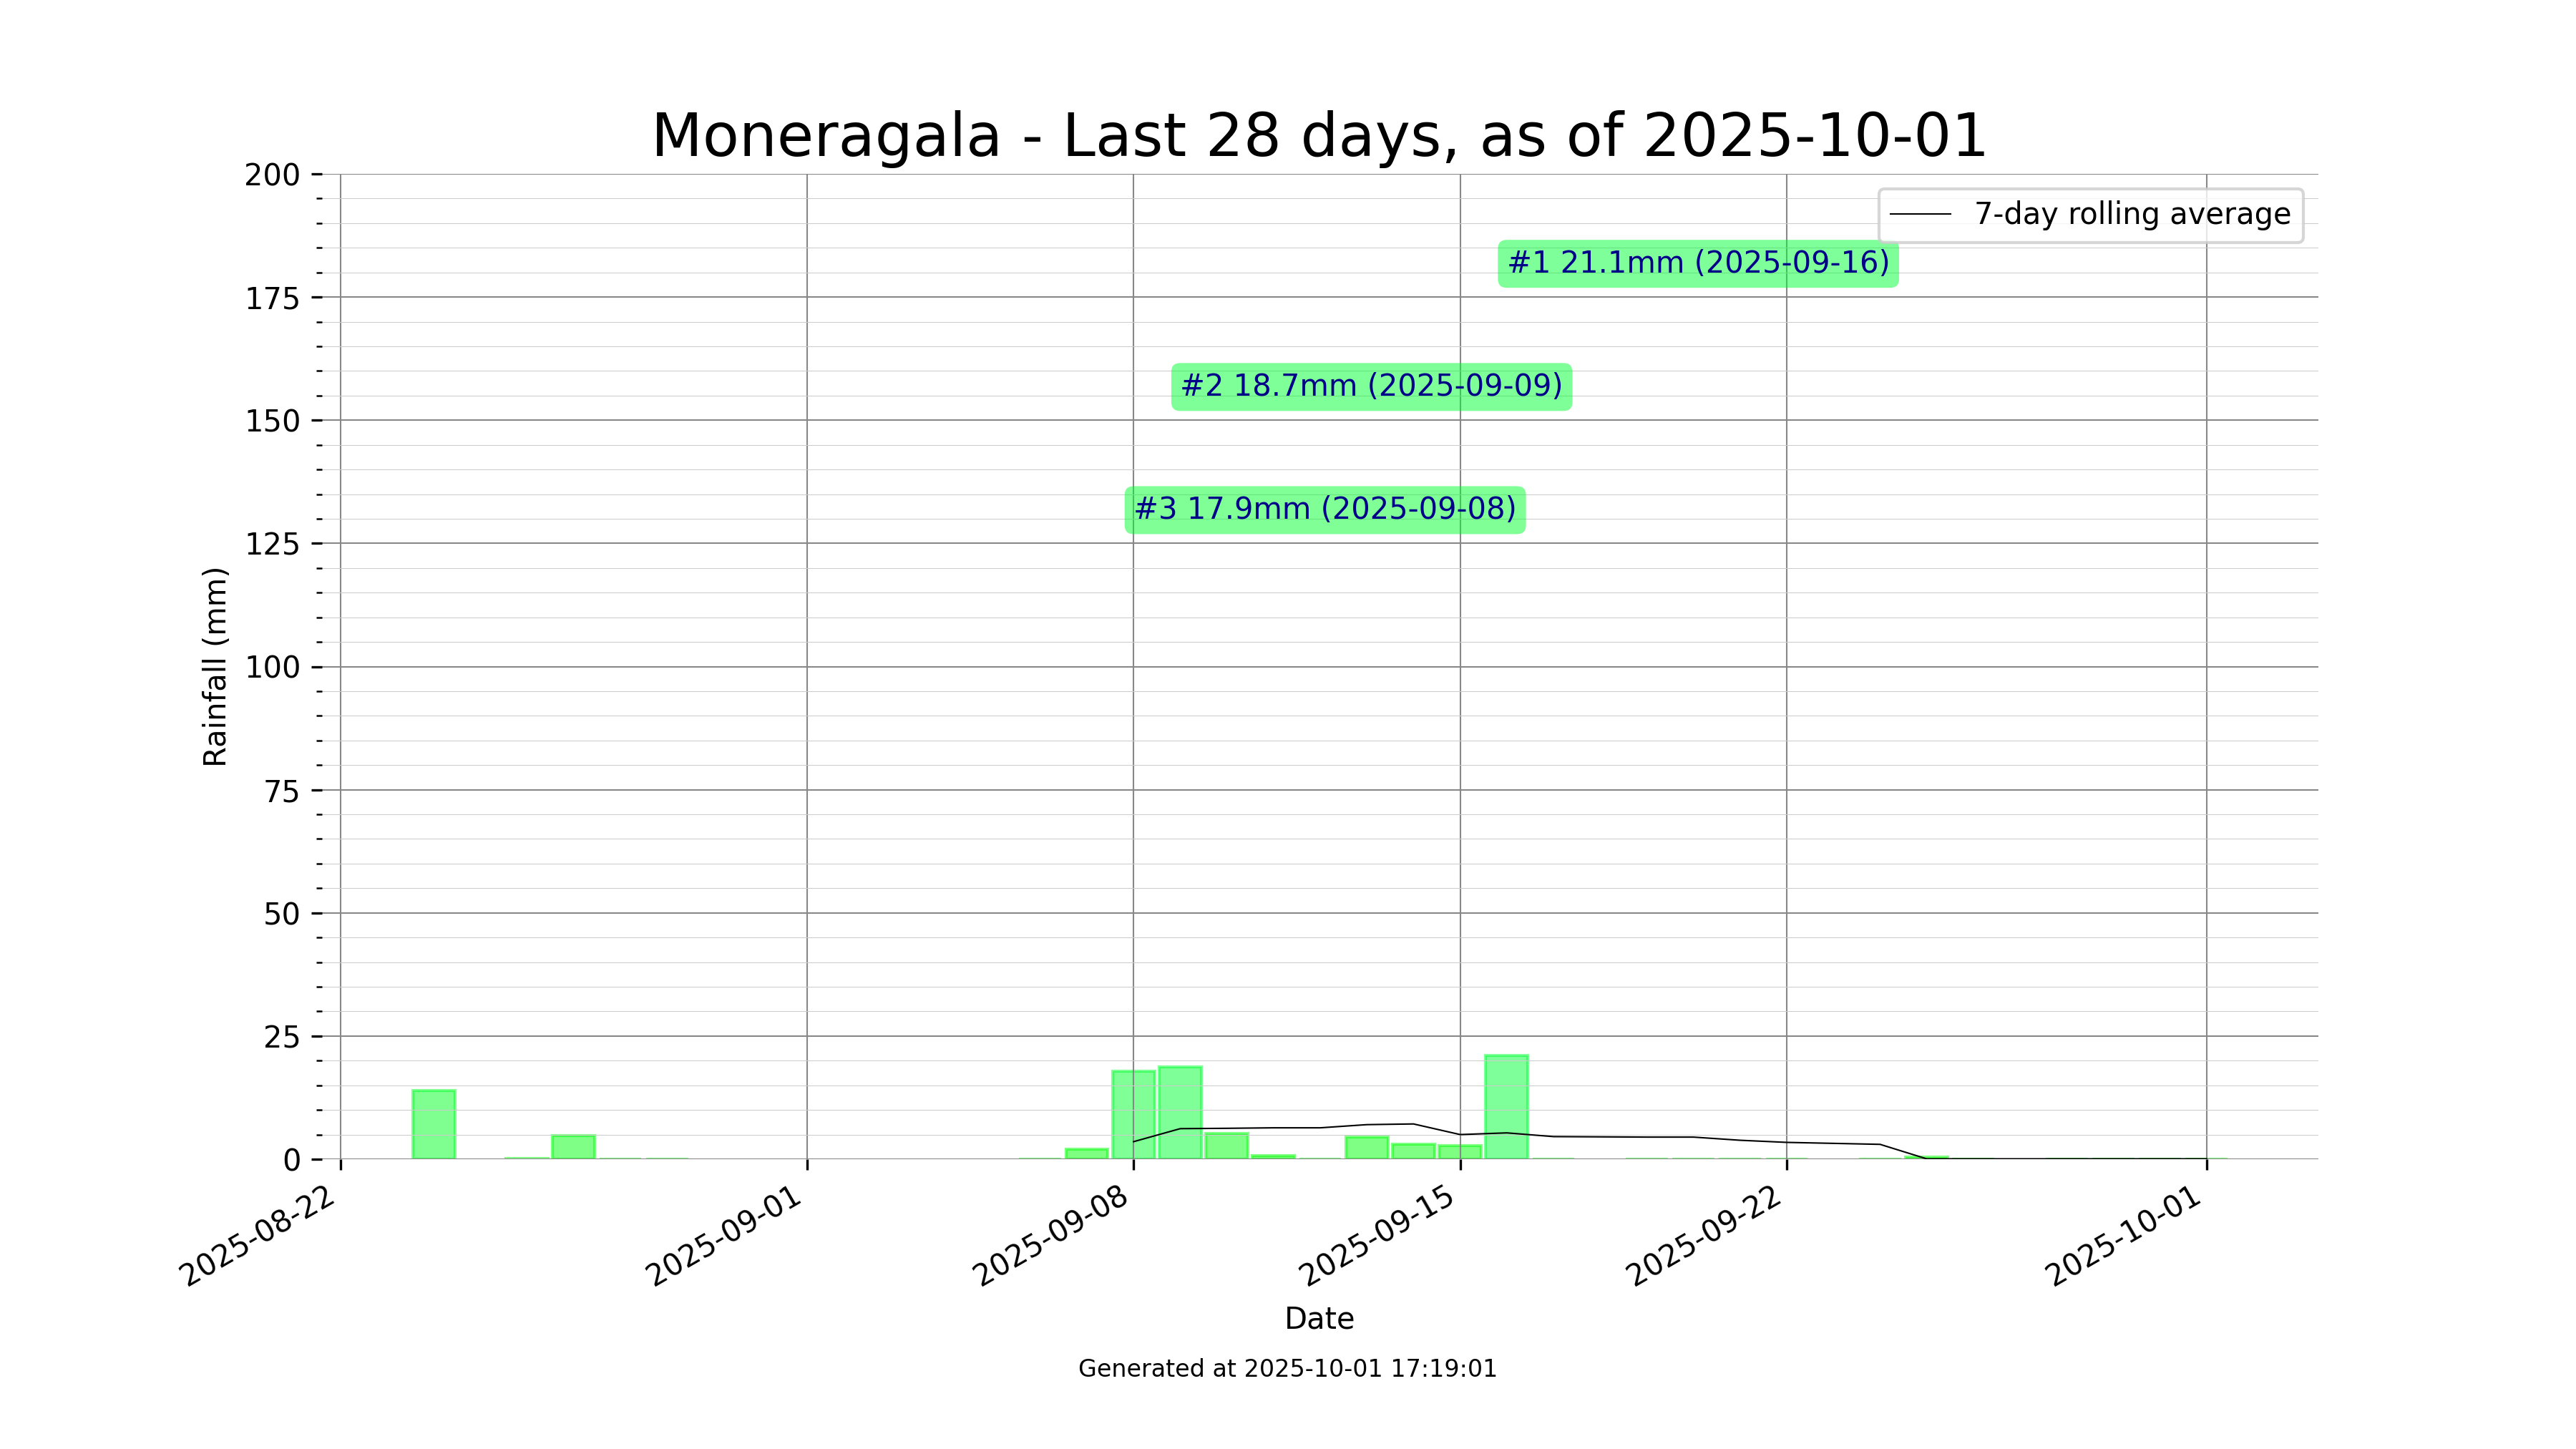 Moneragala - Last 28 days, as of 2025-10-01
7-day rolling average
#1 21.1mm (2025-09-16)
#2 18.7mm (2025-09-09)
#3 17.9mm (2025-09-08)
Rainfall (mm)
200
175
150
125
100
75
50
25
0
2025-08-22
2025-09-01
2025-09-08
2025-09-15
2025-09-22
2025-10-01
Date
Generated at 2025-10-01 17:19:01